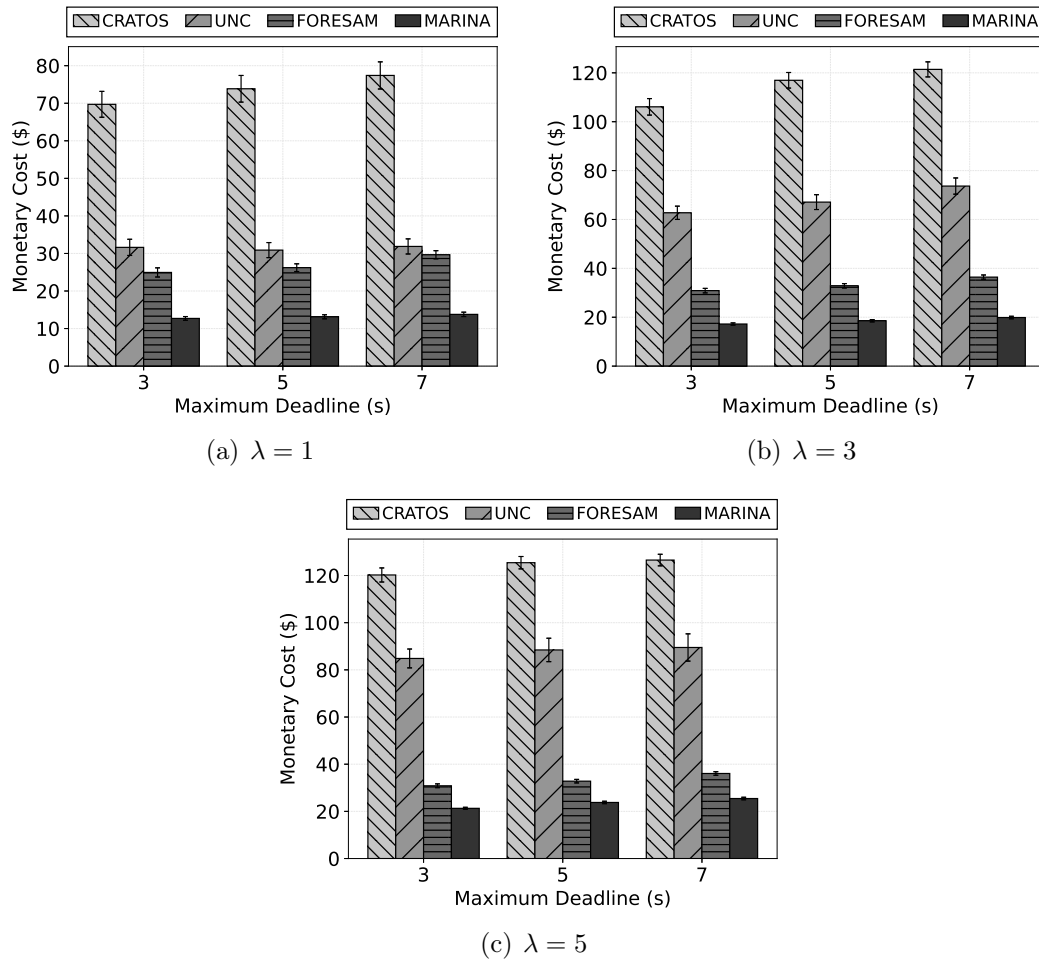 CRATOS UNC FORESAM MARINA
Monetary Cost ($)
80
70
60
50
40
30
20
10
0
3 5 7
Maximum Deadline (s)
(a) λ = 1
CRATOS UNC FORESAM MARINA
Monetary Cost ($)
120
100
80
60
40
20
0
3 5 7
Maximum Deadline (s)
(b) λ = 3
CRATOS UNC FORESAM MARINA
Monetary Cost ($)
120
100
80
60
40
20
0
3 5 7
Maximum Deadline (s)
(c) λ = 5